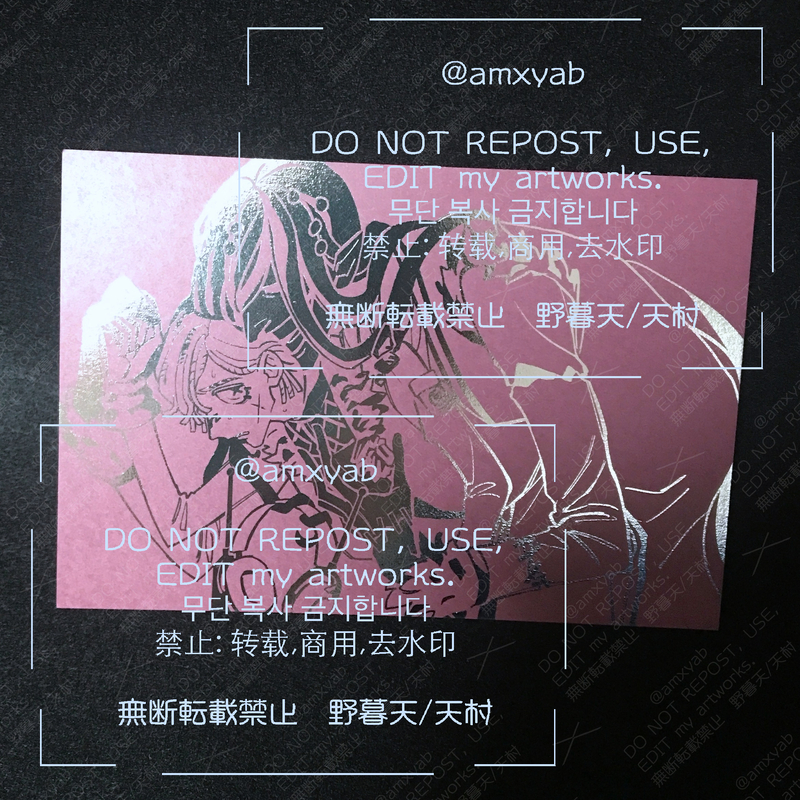 @amxyab
DO NOT REPOST, USE,
EDIT my artworks.
무단 복사 금지합니다
禁止: 转载,商用,去水印
無断転載禁止 野暮天/天村
@amxyab
DO NOT REPOST, USE,
EDIT my artworks.
무단 복사 금지합니다
禁止: 转载,商用,去水印
無断転載禁止 野暮天/天村